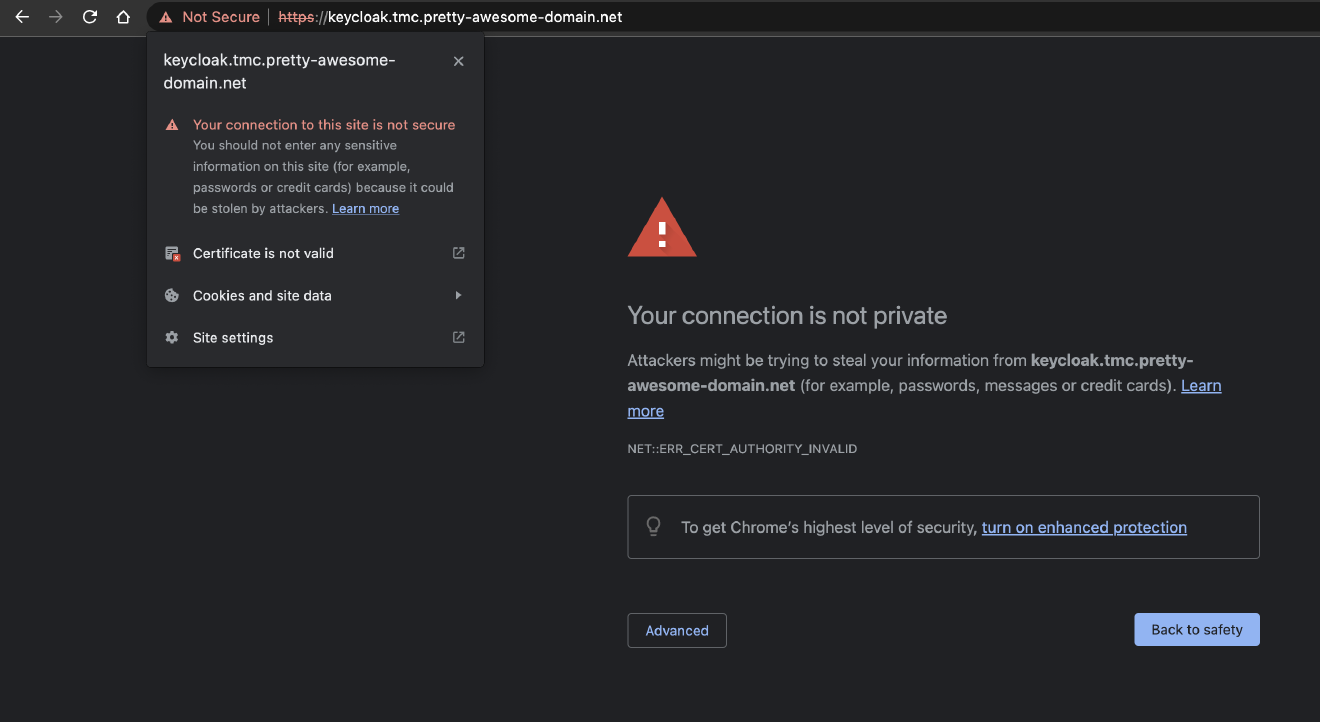 Not Secure | https://keycloak.tmc.pretty-awesome-domain.net
keycloak.tmc.pretty-awesome-
domain.net
Your connection to this site is not secure
You should not enter any sensitive
information on this site (for example,
passwords or credit cards) because it could
be stolen by attackers. Learn more
Certificate is not valid
Cookies and site data
Site settings
Your connection is not private
Attackers might be trying to steal your information from keycloak.tmc.pretty-
awesome-domain.net (for example, passwords, messages or credit cards). Learn
more
NET::ERR_CERT_AUTHORITY_INVALID
To get Chrome's highest level of security, turn on enhanced protection
Advanced
Back to safety